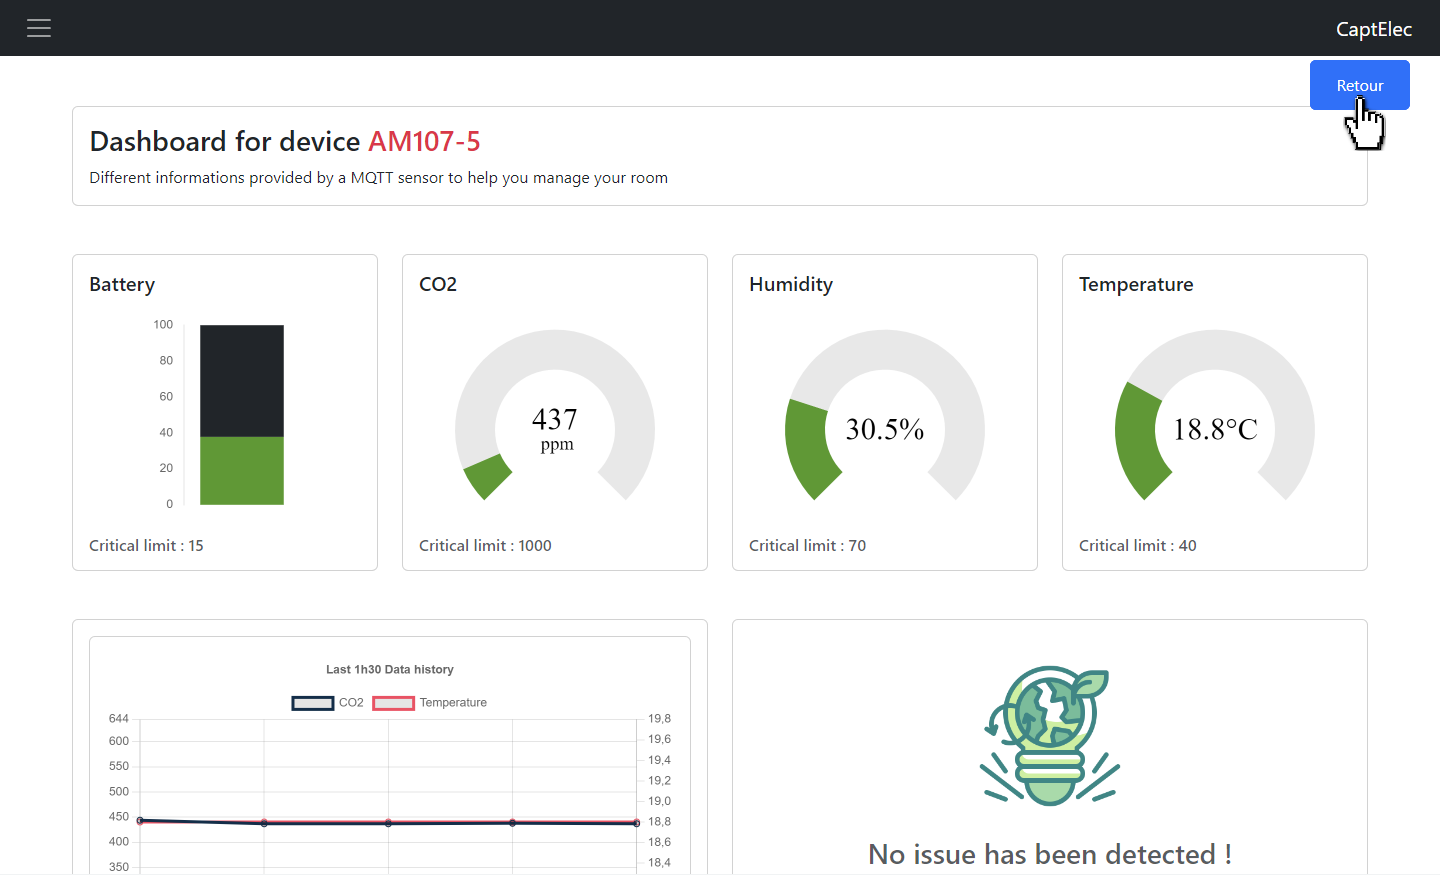 CaptElec
Retour
Dashboard for device AM107-5
Different informations provided by a MQTT sensor to help you manage your room
Battery
100
80
60
40
20
0
Critical limit : 15
CO2
437
ppm
Critical limit : 1000
Humidity
30.5%
Critical limit : 70
Temperature
18.8°C
Critical limit : 40
Last 1h30 Data history
CO2 Temperature
644
600
550
500
450
400
350
19,8
19,6
19,4
19,2
19,0
18,8
18,6
18,4
No issue has been detected !